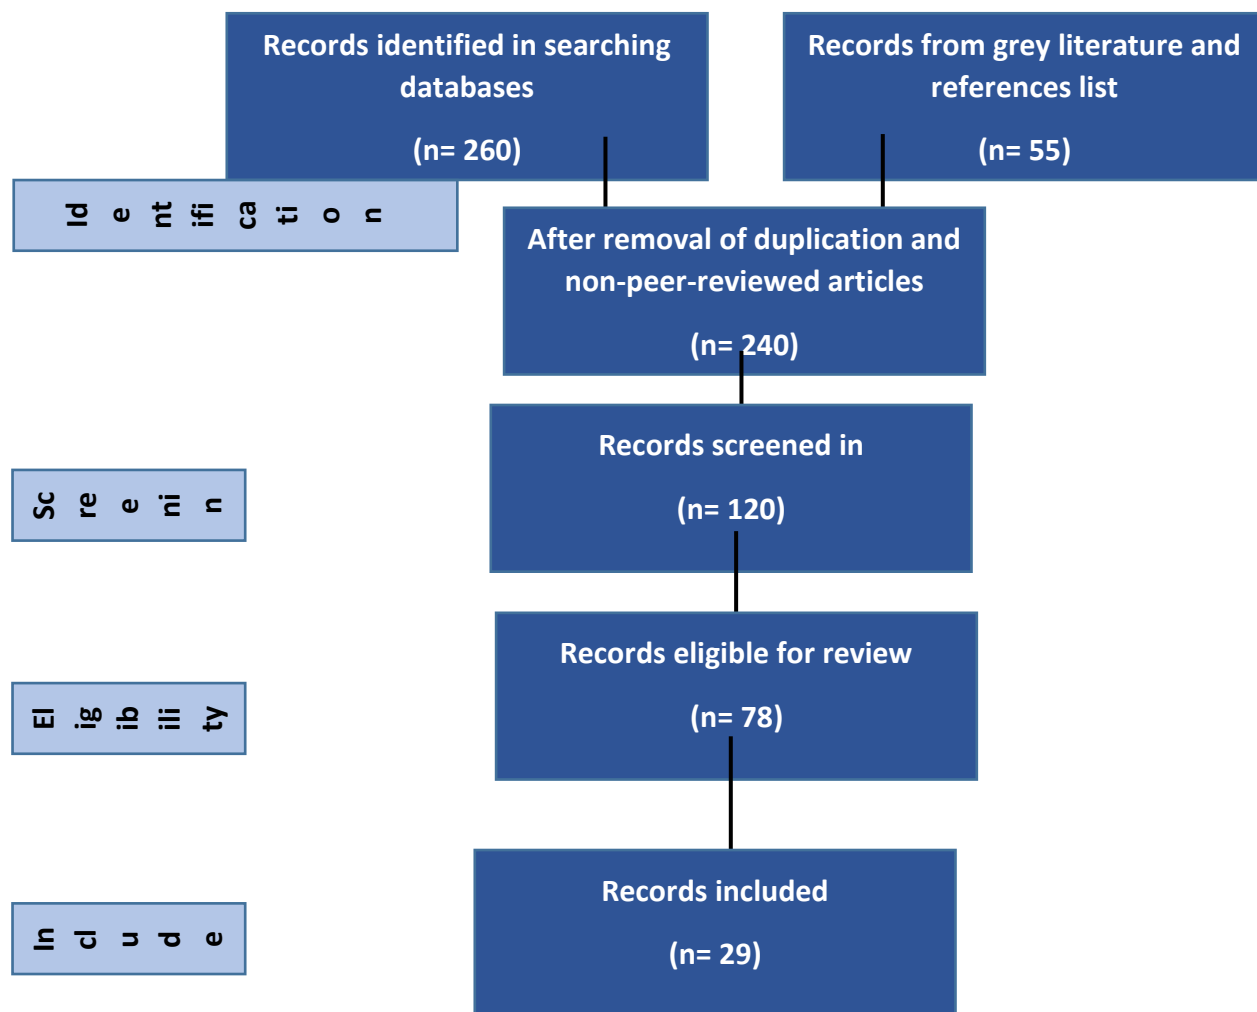 Records identified in searching
databases
(n= 260)
Records from grey literature and
references list
(n= 55)
Id e nt ifi ca ti o n
After removal of duplication and
non-peer-reviewed articles
(n= 240)
Sc re e ni n
Records screened in
(n= 120)
El ig ib ili ty
Records eligible for review
(n= 78)
In cl u d e
Records included
(n= 29)